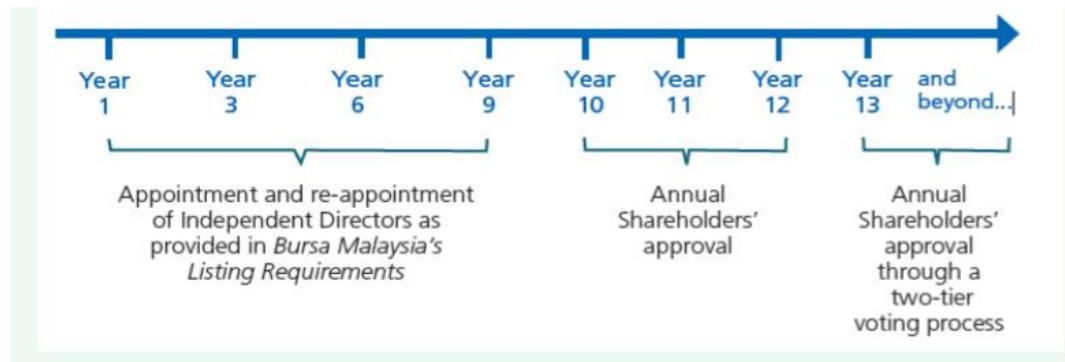 Year Year Year Year Year Year Year Year and
1 3 6 9 10 11 12 13 beyond...
Appointment and re-appointment
of Independent Directors as
provided in Bursa Malaysia's
Listing Requirements
Annual
Shareholders'
approval
Annual
Shareholders'
approval
through a
two-tier
voting process